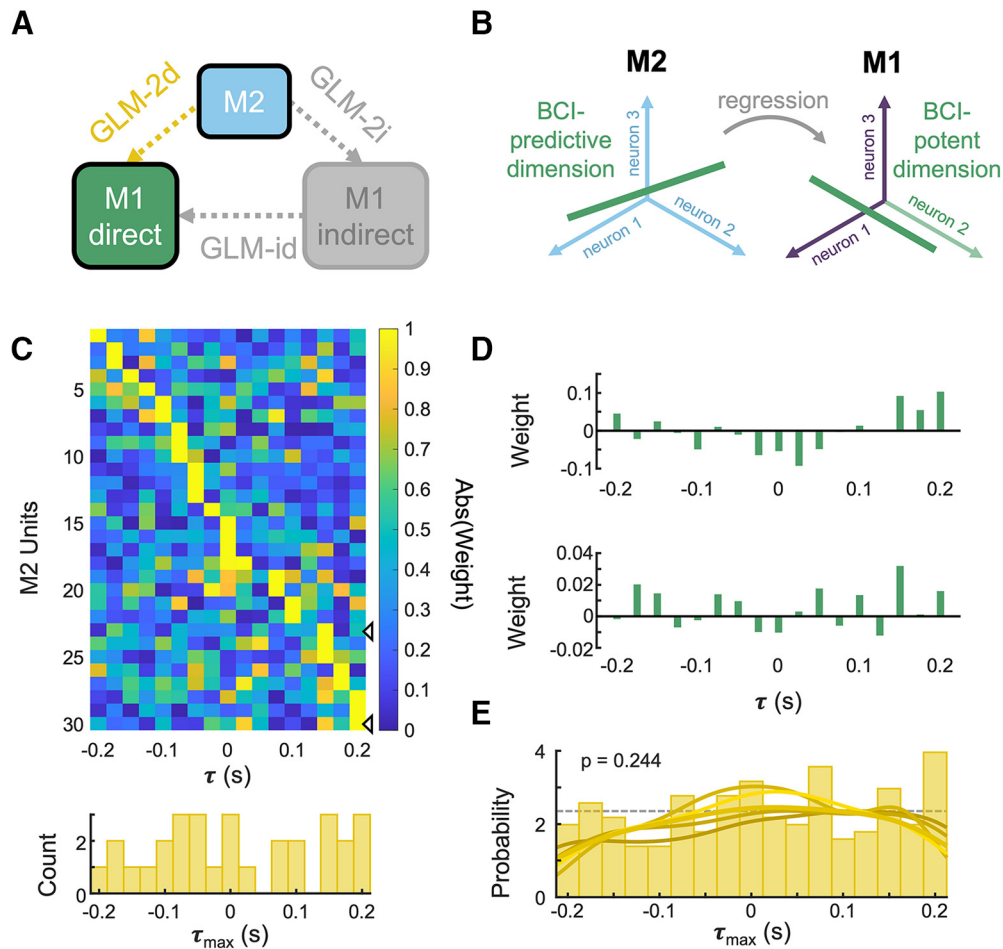 A
GLM-2d
M2
GLM-2i
M1
direct
M1
indirect
GLM-id
B
M2
M1
BCI-
predictive
dimension
regression
BCI-
potent
dimension
neuron 3
neuron 1
neuron 2
neuron 3
neuron 1
neuron 2
C
M2 Units
5
10
15
20
25
30
-0.2
-0.1
0
0.1
0.2
τ (s)
1
0.9
0.8
0.7
0.6
0.5
0.4
0.3
0.2
0.1
0
Abs(Weight)
Count
2
0
-0.2
-0.1
0
0.1
0.2
τmax (s)
D
Weight
0.1
0
-0.1
-0.2
-0.1
0
0.1
0.2
Weight
0.04
0.02
0
-0.02
-0.2
-0.1
0
0.1
0.2
τ (s)
E
p = 0.244
Probability
4
2
0
-0.2
-0.1
0
0.1
0.2
τmax (s)